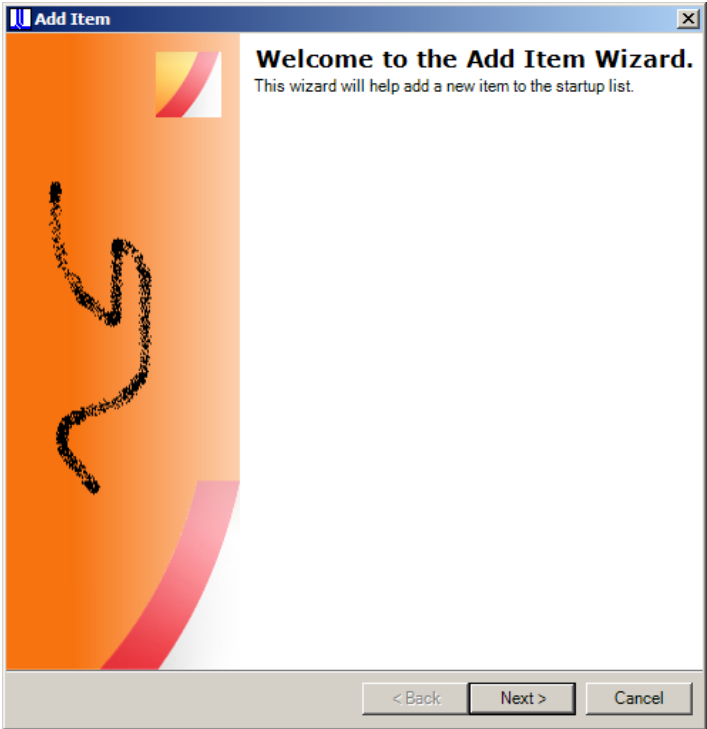 Add Item
Welcome to the Add Item Wizard.
This wizard will help add a new item to the startup list.
< Back
Next >
Cancel